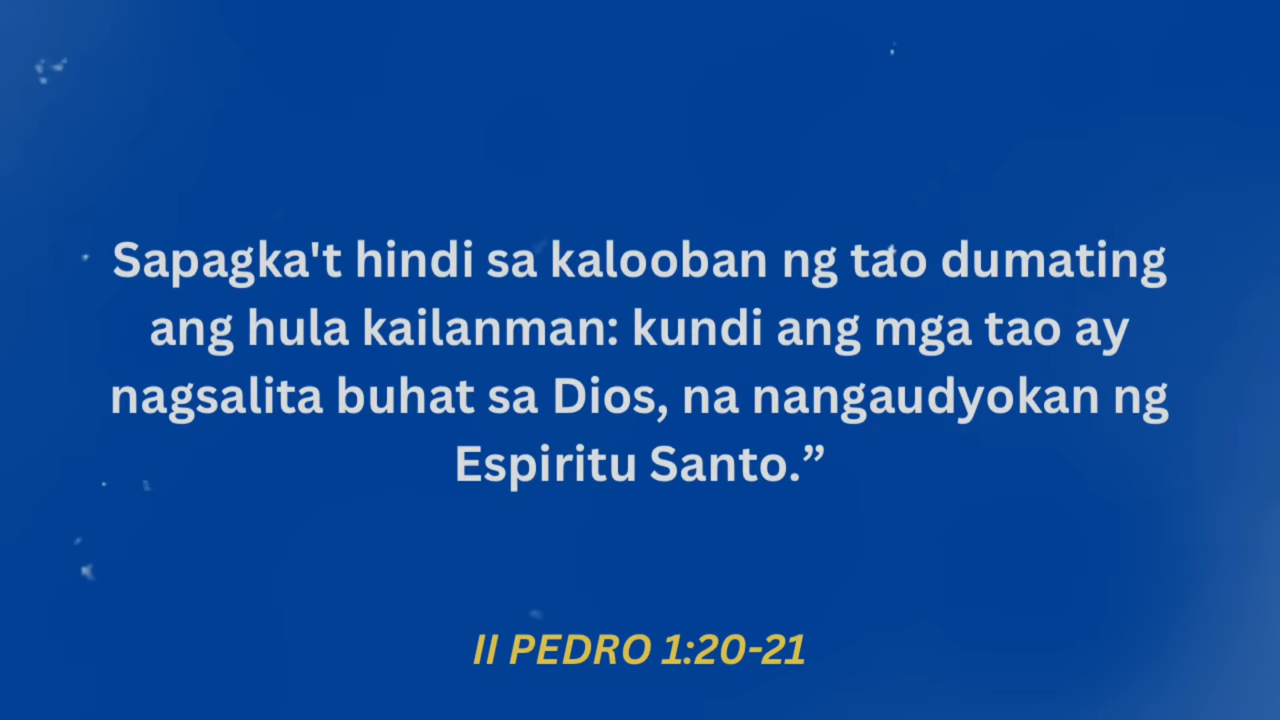 Sapagka't hindi sa kalooban ng tao dumating
ang hula kailanman: kundi ang mga tao ay
nagsalita buhat sa Dios, na nangaudyokan ng
Espiritu Santo.”
II PEDRO 1:20-21